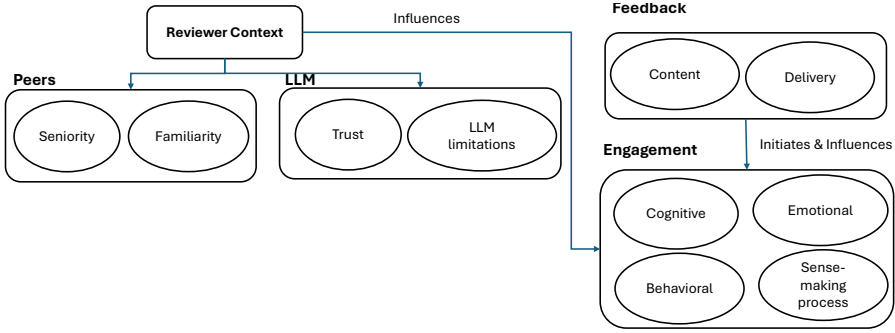 Feedback
Influences
Reviewer Context
Peers
LLM
Seniority
Familiarity
Trust
LLM
limitations
Content
Delivery
Initiates & Influences
Engagement
Cognitive
Emotional
Behavioral
Sense-
making
process